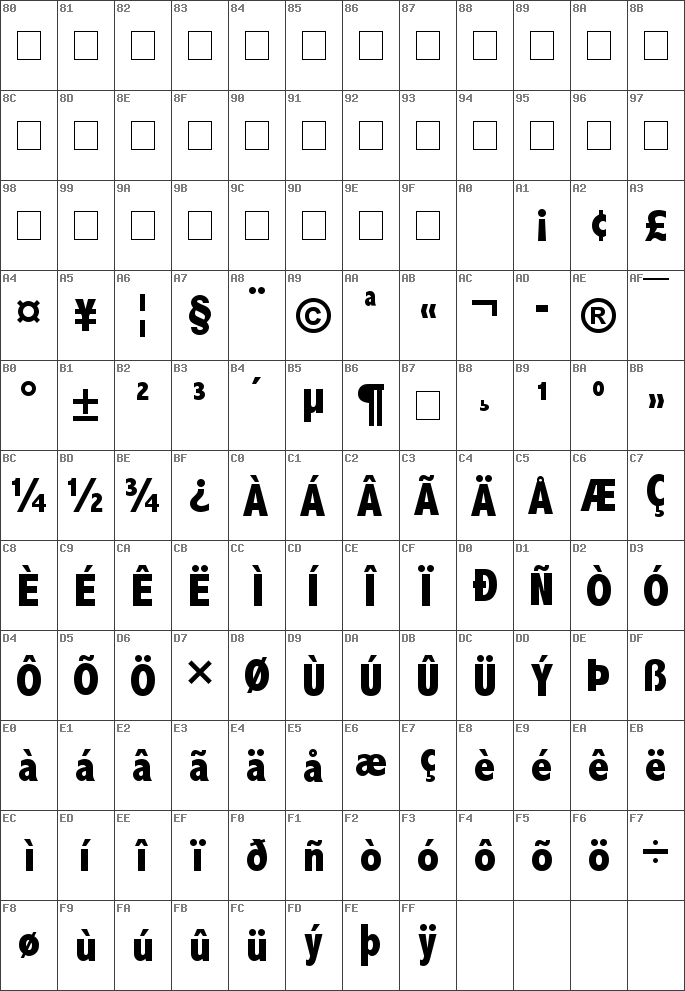 80 81 82 83 84 85 86 87 88 89 8A 8B
8C 8D 8E 8F 90 91 92 93 94 95 96 97
98 99 9A 9B 9C 9D 9E 9F A0 A1 A2 A3
¡ ¢ £
A4 A5 A6 A7 A8 A9 AA AB AC AD AE AF
¤ ¥ ¦ § ¨ © ª « ¬ - ® ¯
B0 B1 B2 B3 B4 B5 B6 B7 B8 B9 BA BB
° ± ² ³ ´ µ ¶ ¸ ¹ º »
BC BD BE BF C0 C1 C2 C3 C4 C5 C6 C7
¼ ½ ¾ ¿ À Á Â Ã Ä Å Æ Ç
C8 C9 CA CB CC CD CE CF D0 D1 D2 D3
È É Ê Ë Ì Í Î Ï Ð Ñ Ò Ó
D4 D5 D6 D7 D8 D9 DA DB DC DD DE DF
Ô Õ Ö × Ø Ù Ú Û Ü Ý Þ ß
E0 E1 E2 E3 E4 E5 E6 E7 E8 E9 EA EB
à á â ã ä å æ ç è é ê ë
EC ED EE EF F0 F1 F2 F3 F4 F5 F6 F7
ì í î ï ð ñ ò ó ô õ ö ÷
F8 F9 FA FB FC FD FE FF
ø ù ú û ü ý þ ÿ